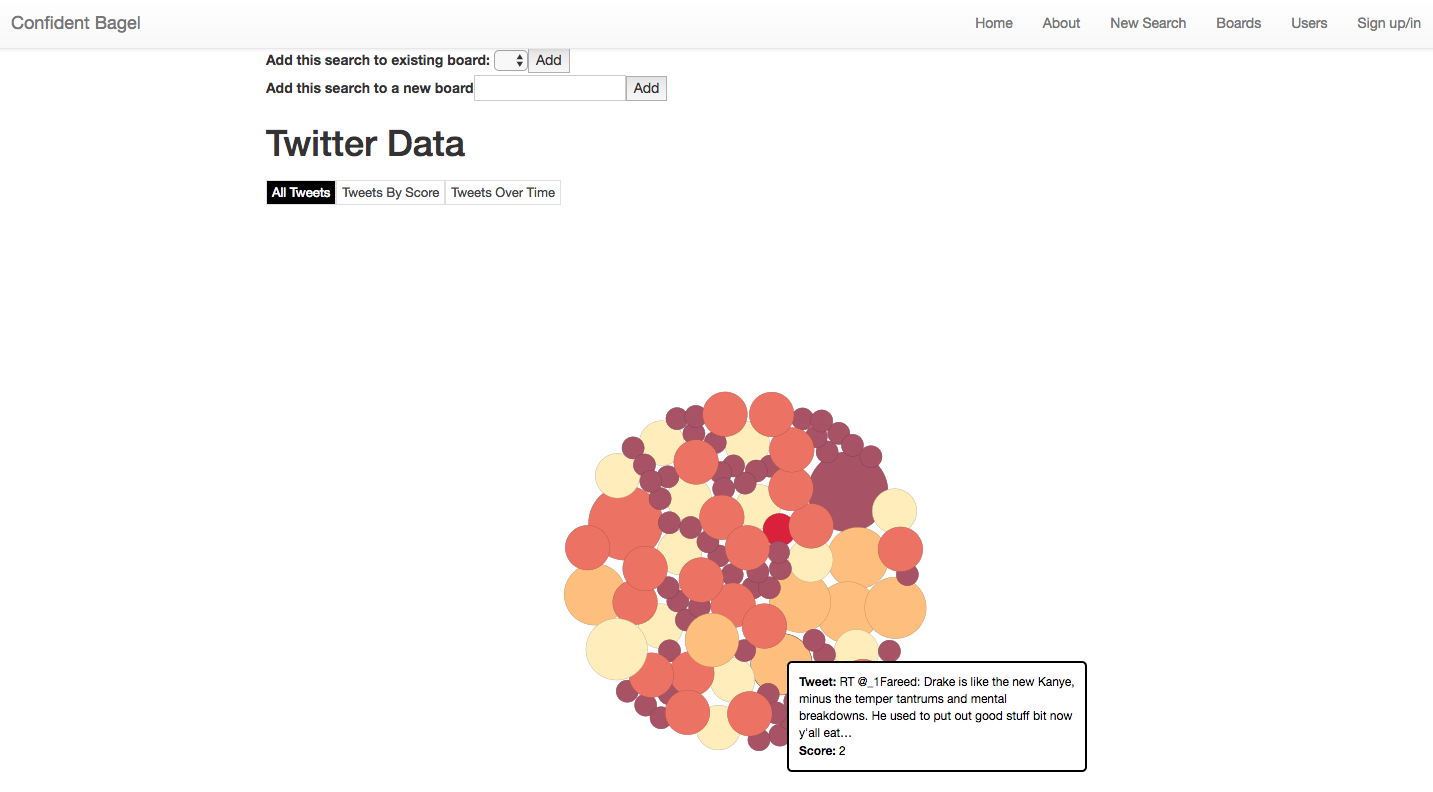 Confident Bagel Home About New Search Boards Users Sign up/in
Add this search to existing board: Add
Add this search to a new board Add
Twitter Data
All Tweets Tweets By Score Tweets Over Time
Tweet: RT @_1Fareed: Drake is like the new Kanye,
minus the temper tantrums and mental
breakdowns. He used to put out good stuff bit now
y'all eat…
Score: 2